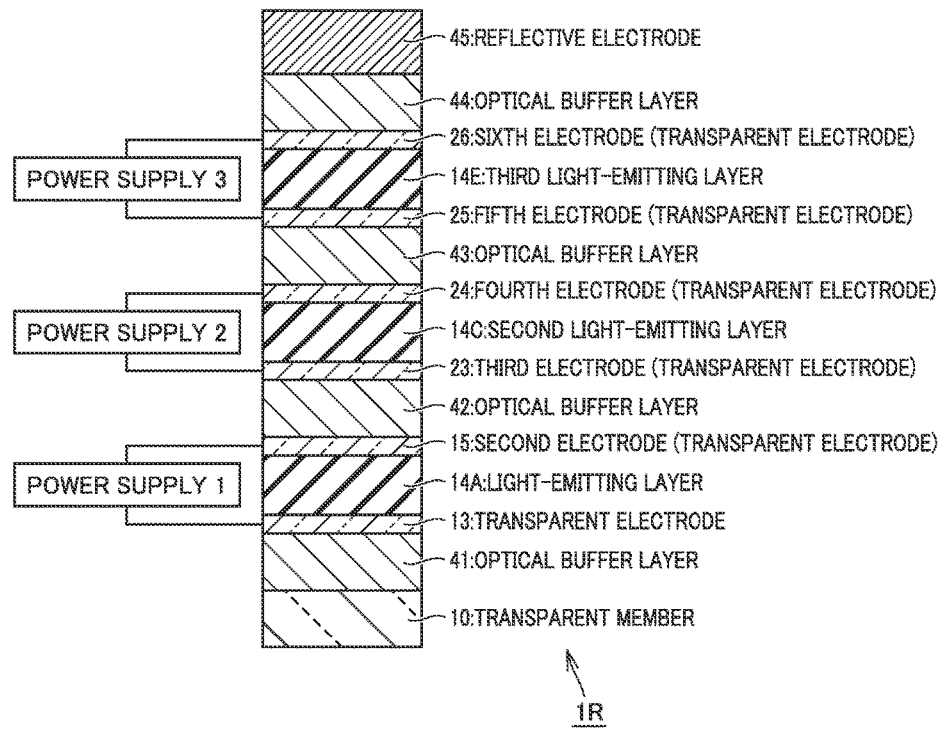 45:REFLECTIVE ELECTRODE
44:OPTICAL BUFFER LAYER
26:SIXTH ELECTRODE (TRANSPARENT ELECTRODE)
POWER SUPPLY 3
14E:THIRD LIGHT-EMITTING LAYER
25:FIFTH ELECTRODE (TRANSPARENT ELECTRODE)
43:OPTICAL BUFFER LAYER
24:FOURTH ELECTRODE (TRANSPARENT ELECTRODE)
POWER SUPPLY 2
14C:SECOND LIGHT-EMITTING LAYER
23:THIRD ELECTRODE (TRANSPARENT ELECTRODE)
42:OPTICAL BUFFER LAYER
15:SECOND ELECTRODE (TRANSPARENT ELECTRODE)
POWER SUPPLY 1
14A:LIGHT-EMITTING LAYER
13:TRANSPARENT ELECTRODE
41:OPTICAL BUFFER LAYER
10:TRANSPARENT MEMBER
1R